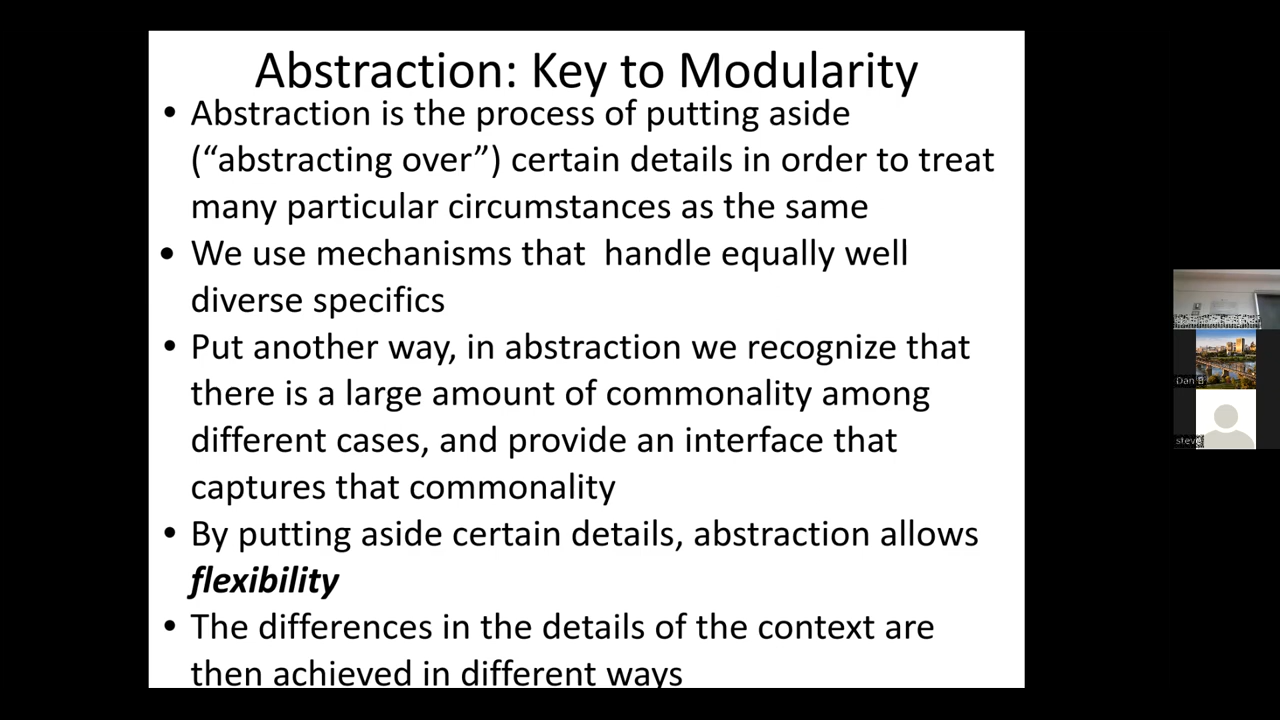 Abstraction: Key to Modularity
• Abstraction is the process of putting aside
(“abstracting over”) certain details in order to treat
many particular circumstances as the same
• We use mechanisms that  handle equally well
diverse specifics
• Put another way, in abstraction we recognize that
there is a large amount of commonality among
different cases, and provide an interface that
captures that commonality
• By putting aside certain details, abstraction allows
flexibility
• The differences in the details of the context are
then achieved in different ways
Dan